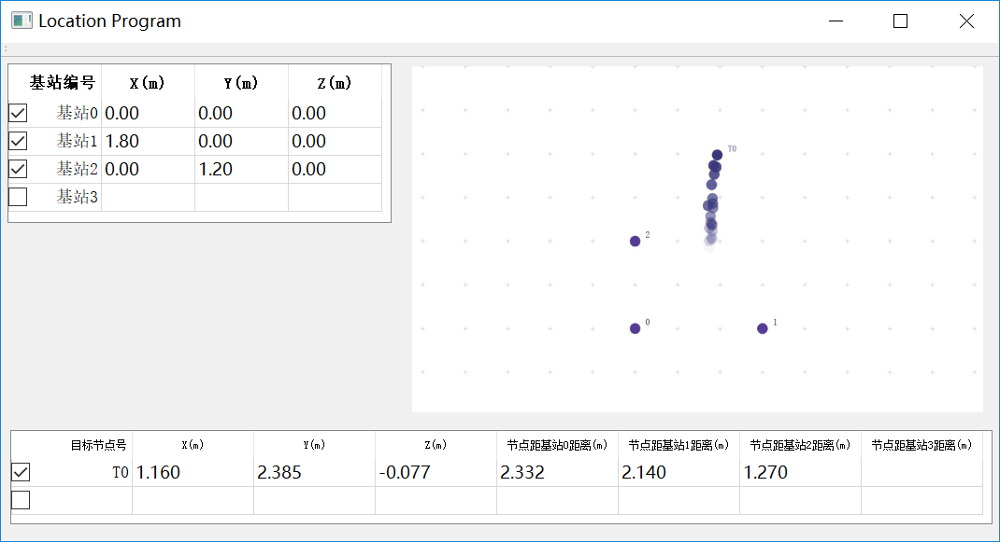 Location Program
基站编号 X(m) Y(m) Z(m)
基站0 0.00 0.00 0.00
基站1 1.80 0.00 0.00
基站2 0.00 1.20 0.00
基站3
T0
2
0
1
目标节点号 X(m) Y(m) Z(m) 节点距基站0距离(m) 节点距基站1距离(m) 节点距基站2距离(m) 节点距基站3距离(m)
T0 1.160 2.385 -0.077 2.332 2.140 1.270